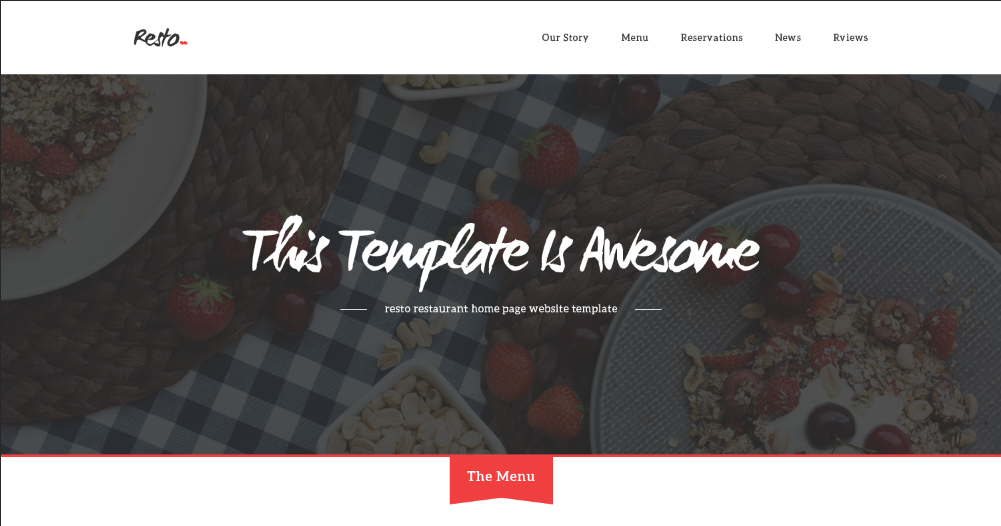 Resto
Our Story Menu Reservations News Rviews
This Template Is Awesome
resto restaurant home page website template
The Menu